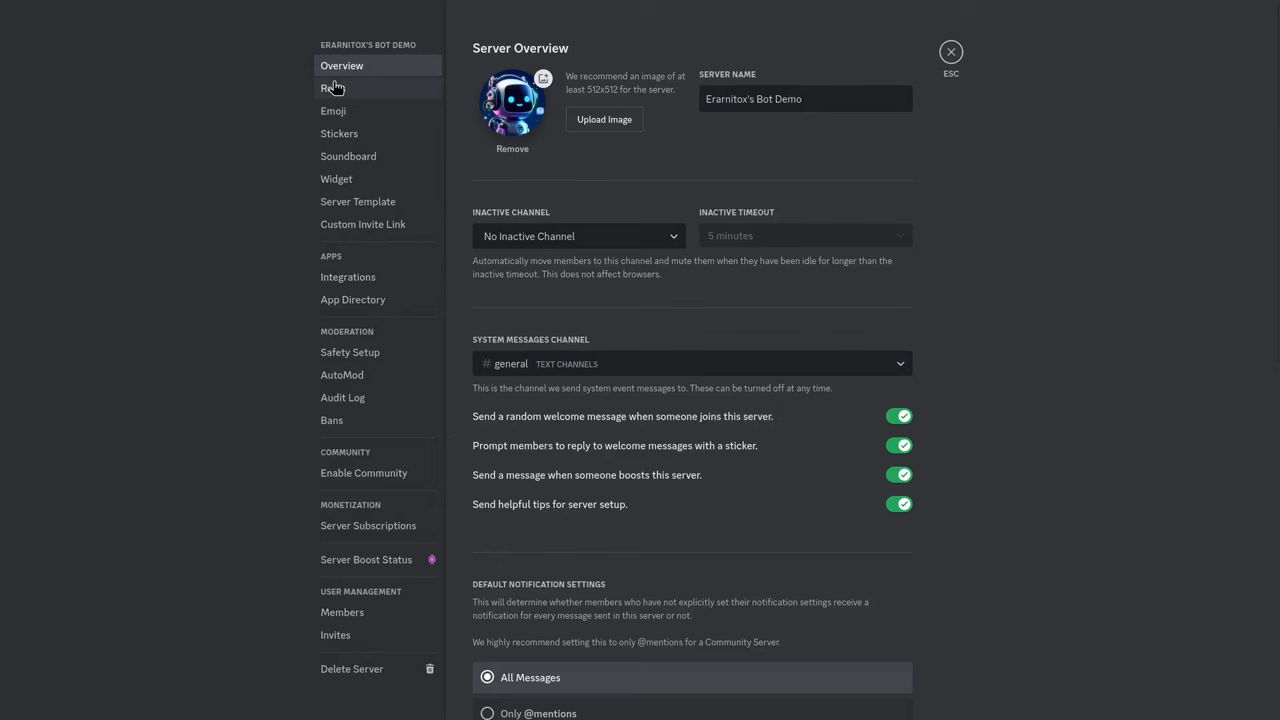 ERARNITOX'S BOT DEMO
Overview
Emoji
Stickers
Soundboard
Widget
Server Template
Custom Invite Link
APPS
Integrations
App Directory
MODERATION
Safety Setup
AutoMod
Audit Log
Bans
COMMUNITY
Enable Community
MONETIZATION
Server Subscriptions
Server Boost Status
USER MANAGEMENT
Members
Invites
Delete Server
Server Overview
We recommend an image of at
least 512x512 for the server.
Upload Image
Remove
SERVER NAME
Erarnitox's Bot Demo
ESC
INACTIVE CHANNEL
No Inactive Channel
INACTIVE TIMEOUT
5 minutes
Automatically move members to this channel and mute them when they have been idle for longer than the
inactive timeout. This does not affect browsers.
SYSTEM MESSAGES CHANNEL
# general TEXT CHANNELS
This is the channel we send system event messages to. These can be turned off at any time.
Send a random welcome message when someone joins this server.
Prompt members to reply to welcome messages with a sticker.
Send a message when someone boosts this server.
Send helpful tips for server setup.
DEFAULT NOTIFICATION SETTINGS
This will determine whether members who have not explicitly set their notification settings receive a
notification for every message sent in this server or not.
We highly recommend setting this to only @mentions for a Community Server.
All Messages
Only @mentions